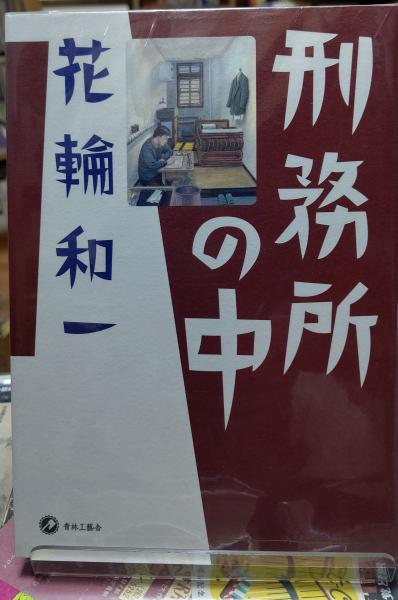 刑務所
の中
花輪和一
青林工藝舎